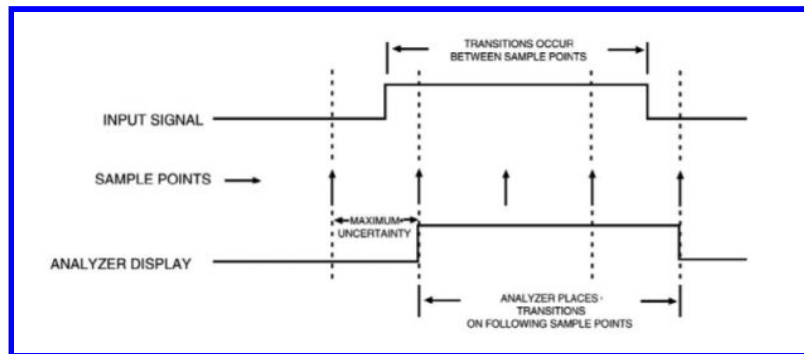 TRANSITIONS OCCUR
BETWEEN SAMPLE POINTS
INPUT SIGNAL
SAMPLE POINTS
MAXIMUM
UNCERTAINTY
ANALYZER DISPLAY
ANALYZER PLACES
TRANSITIONS
ON FOLLOWING SAMPLE POINTS